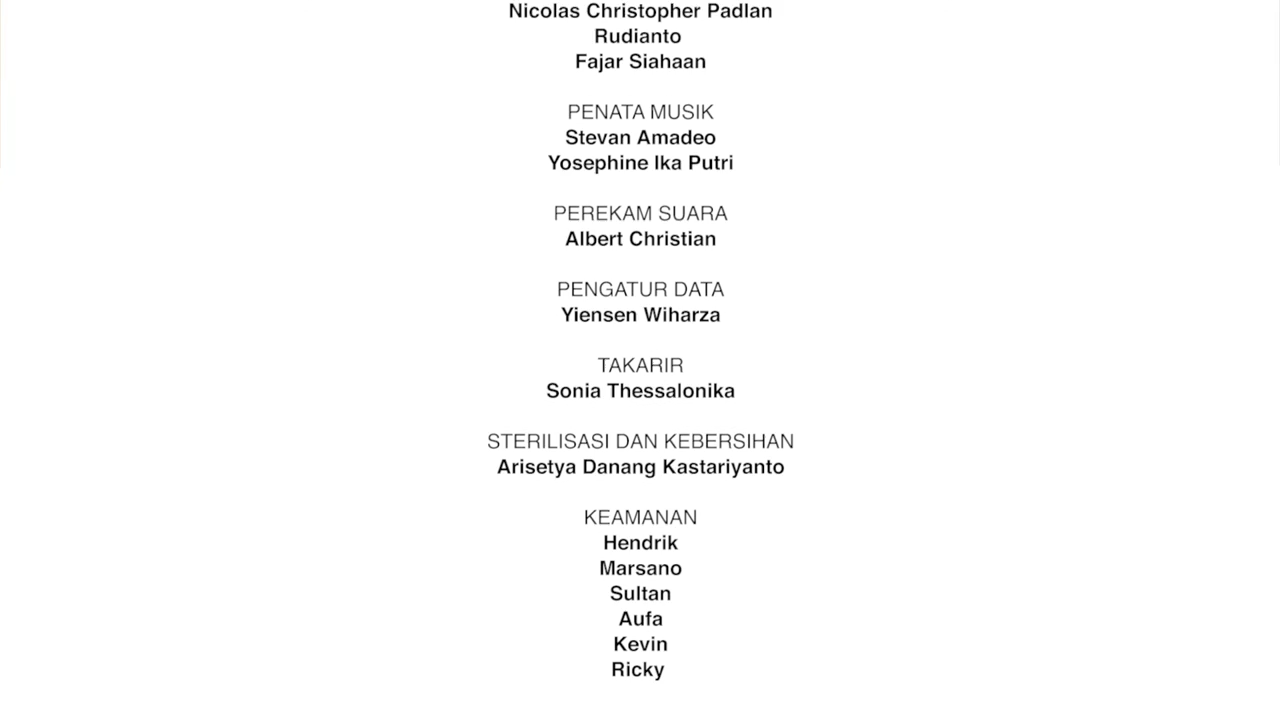 Nicolas Christopher Padlan
Rudianto
Fajar Siahaan
PENATA MUSIK
Stevan Amadeo
Yosephine Ika Putri
PEREKAM SUARA
Albert Christian
PENGATUR DATA
Yiensen Wiharza
TAKARIR
Sonia Thessalonika
STERILISASI DAN KEBERSIHAN
Arisetya Danang Kastariyanto
KEAMANAN
Hendrik
Marsano
Sultan
Aufa
Kevin
Ricky